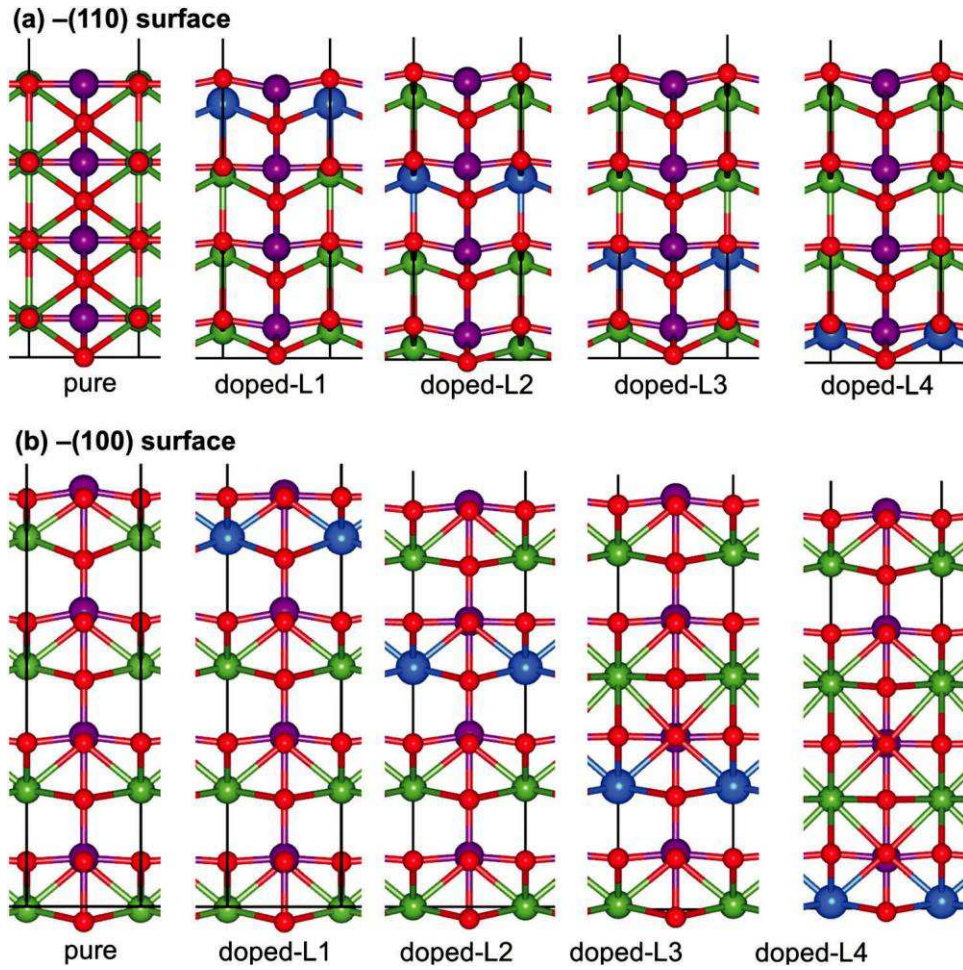 (a) –(110) surface
pure doped-L1 doped-L2 doped-L3 doped-L4
(b) –(100) surface
pure doped-L1 doped-L2 doped-L3 doped-L4